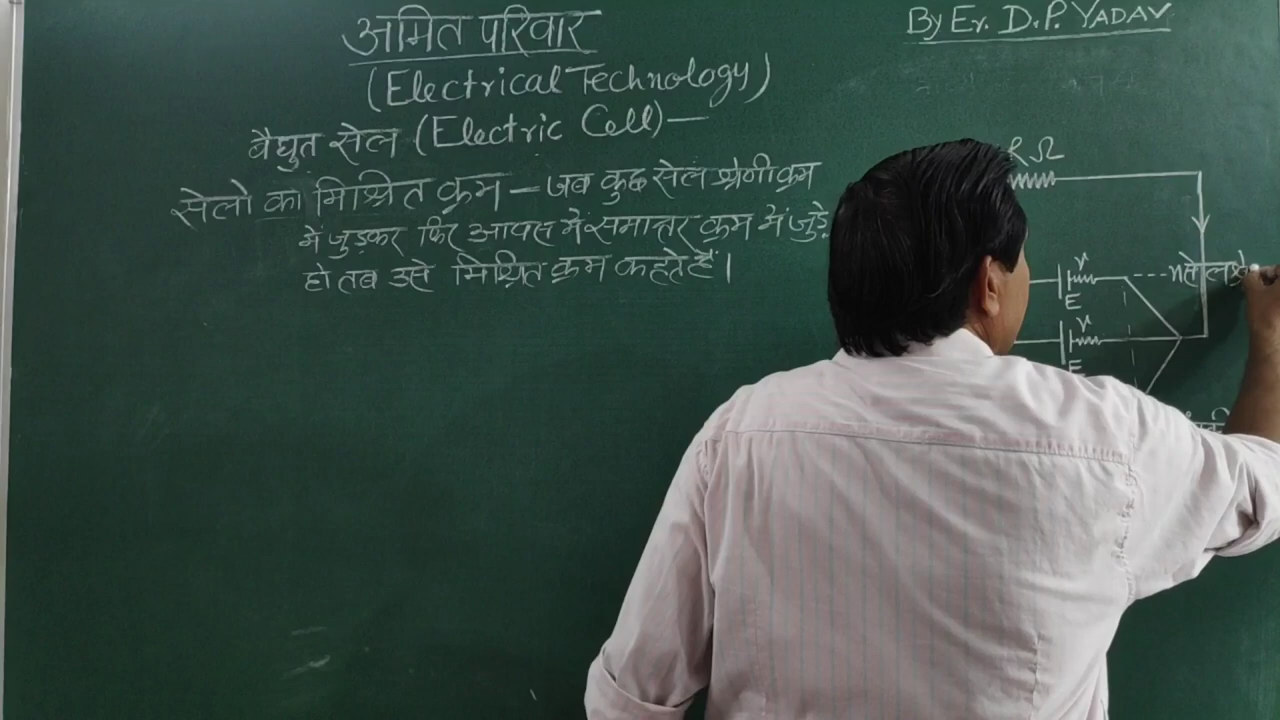 अमित परिवार
By Er. D.P. YADAV
(Electrical Technology)
वैद्युत सेल (Electric Cell)—
सेलो का मिश्रित क्रम – जब कुछ सेल श्रेणी क्रम
में जुड़कर फिर आपस में समान्तर क्रम में जुड़े
हो तब उसे मिश्रित क्रम कहते हैं।
RΩ
r
E
r
E